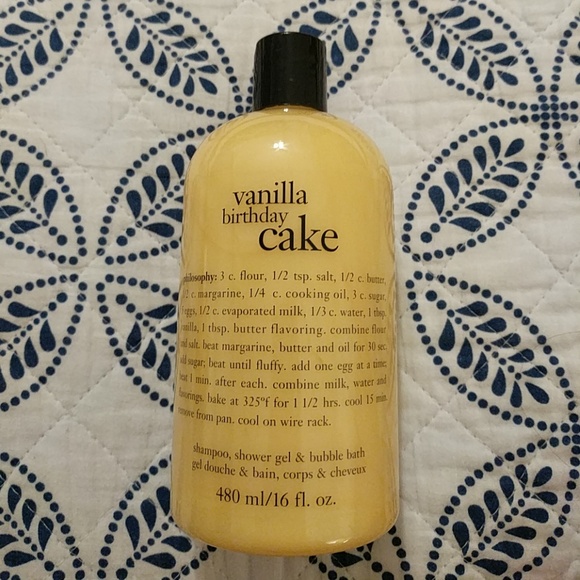 vanilla
birthday
cake
philosophy: 3 c. flour, 1/2 tsp. salt, 1/2 c. butter,
1/2 c. margarine, 1/4 c. cooking oil, 3 c. sugar,
eggs, 1/2 c. evaporated milk, 1/3 c. water, 1 tbsp.
vanilla, 1 tbsp. butter flavoring. combine flour
and salt. beat margarine, butter and oil for 30 sec.
add sugar; beat until fluffy. add one egg at a time;
beat 1 min. after each. combine milk, water and
flavorings. bake at 325°f for 1 1/2 hrs. cool 15 min.
remove from pan. cool on wire rack.
shampoo, shower gel & bubble bath
gel douche & bain, corps & cheveux
480 ml/16 fl. oz.